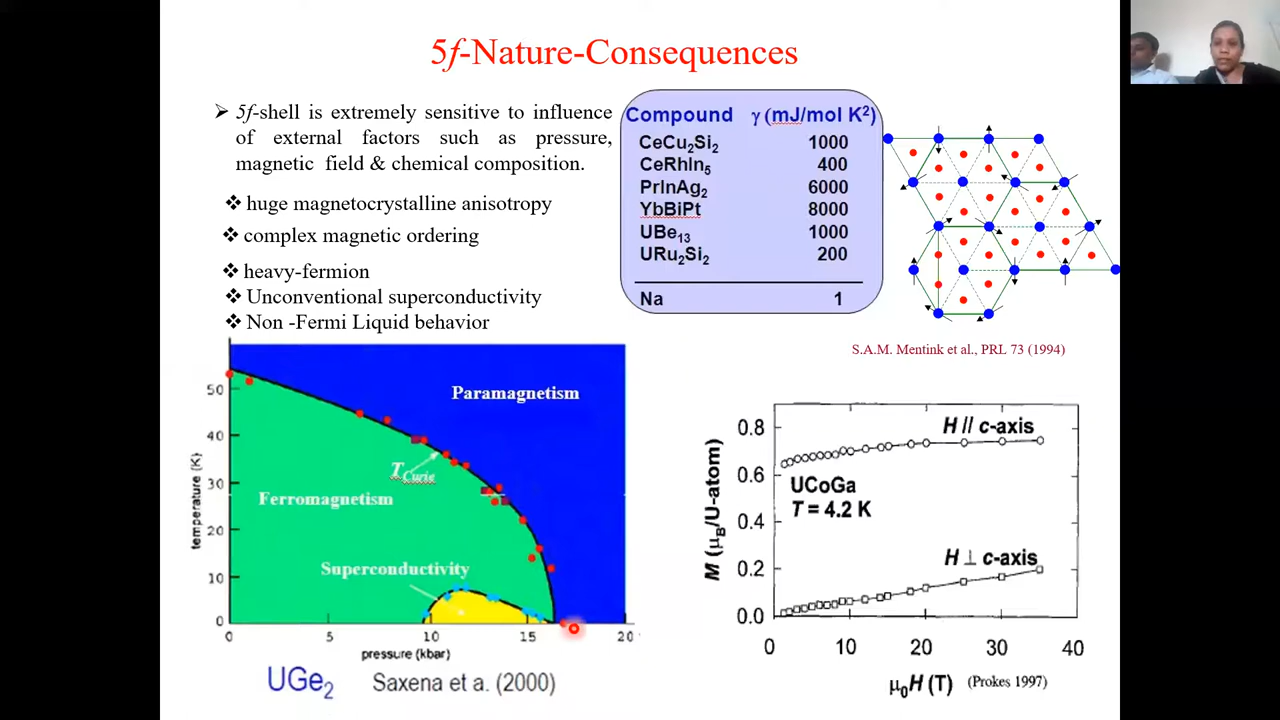 5f-Nature-Consequences
➢ 5f-shell is extremely sensitive to influence
of external factors such as pressure,
magnetic field & chemical composition.
❖ huge magnetocrystalline anisotropy
❖ complex magnetic ordering
❖ heavy-fermion
❖ Unconventional superconductivity
❖ Non -Fermi Liquid behavior
Compound γ (mJ/mol K²)
CeCu₂Si₂ 1000
CeRhIn₅ 400
PrInAg₂ 6000
YbBiPt 8000
UBe₁₃ 1000
URu₂Si₂ 200
Na 1
S.A.M. Mentink et al., PRL 73 (1994)
temperature (K)
50
40
30
20
10
0
Paramagnetism
T_Curie
Ferromagnetism
Superconductivity
0 5 10 15 20
pressure (kbar)
UGe₂ Saxena et a. (2000)
M (μ_B/U-atom)
0.8
0.6
0.4
0.2
0.0
H // c-axis
UCoGa
T = 4.2 K
H ⊥ c-axis
0 10 20 30 40
μ₀H (T) (Prokes 1997)